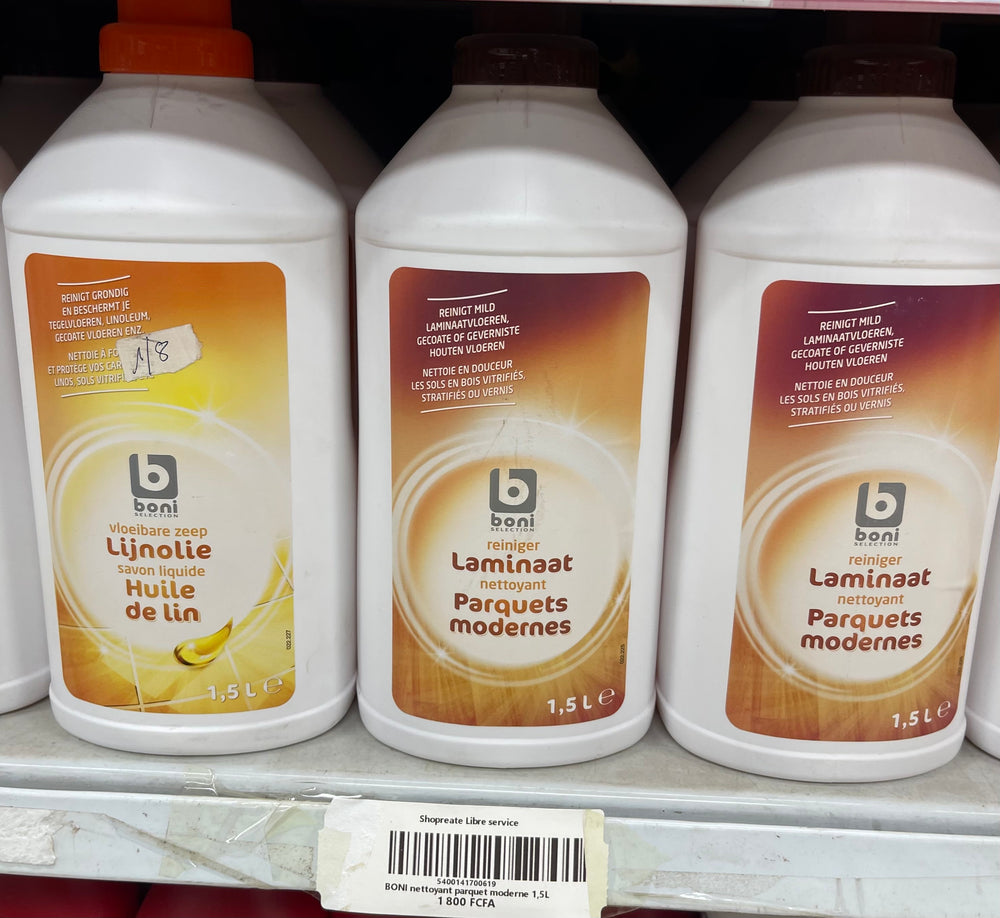 REINIGT GRONDIG
EN BESCHERMT JE
TEGELVLOEREN, LINOLEUM,
GECOATE VLOEREN ENZ.
NETTOIE À
ET PROTÈGE VOS
LINOS, SOLS
1/8
b
boni
SELECTION
vloeibare zeep
Lijnolie
savon liquide
Huile
de lin
1,5 L e
REINIGT MILD
LAMINAATVLOEREN,
GECOATE OF GEVERNISTE
HOUTEN VLOEREN
NETTOIE EN DOUCEUR
LES SOLS EN BOIS VITRIFIÉS,
STRATIFIÉS OU VERNIS
b
boni
SELECTION
reiniger
Laminaat
nettoyant
Parquets
modernes
1,5 L e
REINIGT MILD
LAMINAATVLOEREN,
GECOATE OF GEVERNISTE
HOUTEN VLOEREN
NETTOIE EN DOUCEUR
LES SOLS EN BOIS VITRIFIÉS,
STRATIFIÉS OU VERNIS
b
boni
SELECTION
reiniger
Laminaat
nettoyant
Parquets
modernes
1,5 L e
Shopreate Libre service
5400141700619
BONI nettoyant parquet moderne 1,5L
1 800 FCFA